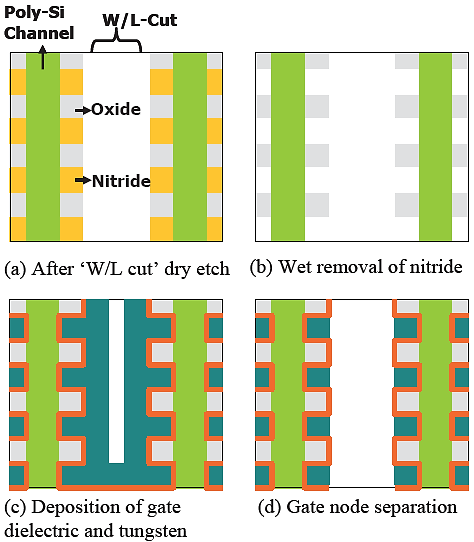 Poly-Si
Channel
W/L-Cut
Oxide
Nitride
(a) After ‘W/L cut’ dry etch
(b) Wet removal of nitride
(c) Deposition of gate
dielectric and tungsten
(d) Gate node separation